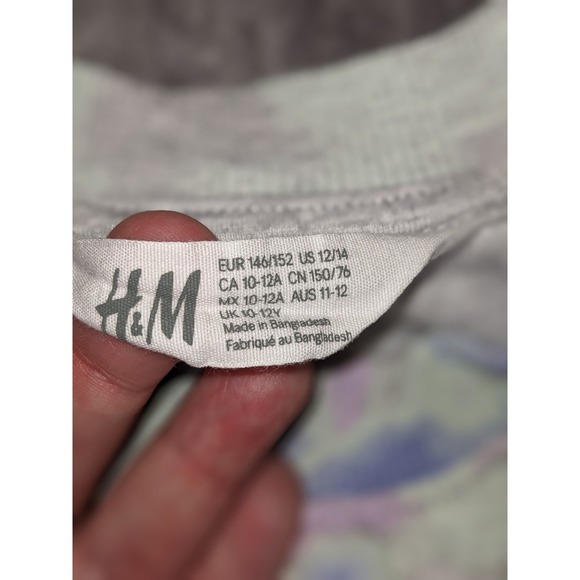 H&M
EUR 146/152 US 12/14
CA 10-12A CN 150/76
MX 10-12A AUS 11-12
UK 10-12Y
Made in Bangladesh
Fabriqué au Bangladesh